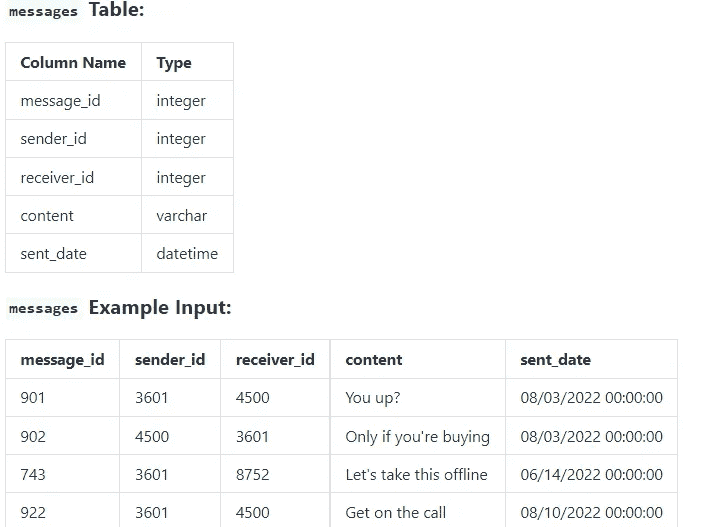 messages Table:
Column Name Type
message_id integer
sender_id integer
receiver_id integer
content varchar
sent_date datetime
messages Example Input:
message_id sender_id receiver_id content sent_date
901 3601 4500 You up? 08/03/2022 00:00:00
902 4500 3601 Only if you're buying 08/03/2022 00:00:00
743 3601 8752 Let's take this offline 06/14/2022 00:00:00
922 3601 4500 Get on the call 08/10/2022 00:00:00